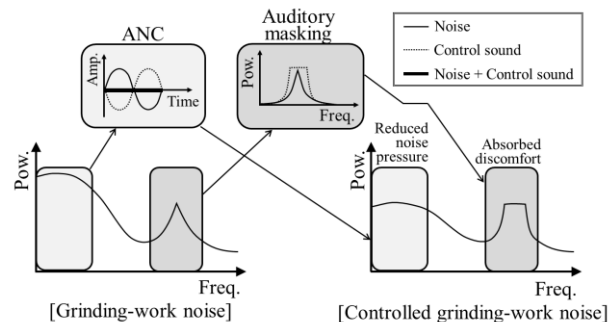 ANC
Amp.
Time
Auditory
masking
Pow.
Freq.
Noise
Control sound
Noise + Control sound
Pow.
Freq.
[Grinding-work noise]
Reduced
noise
pressure
Absorbed
discomfort
Pow.
Freq.
[Controlled grinding-work noise]